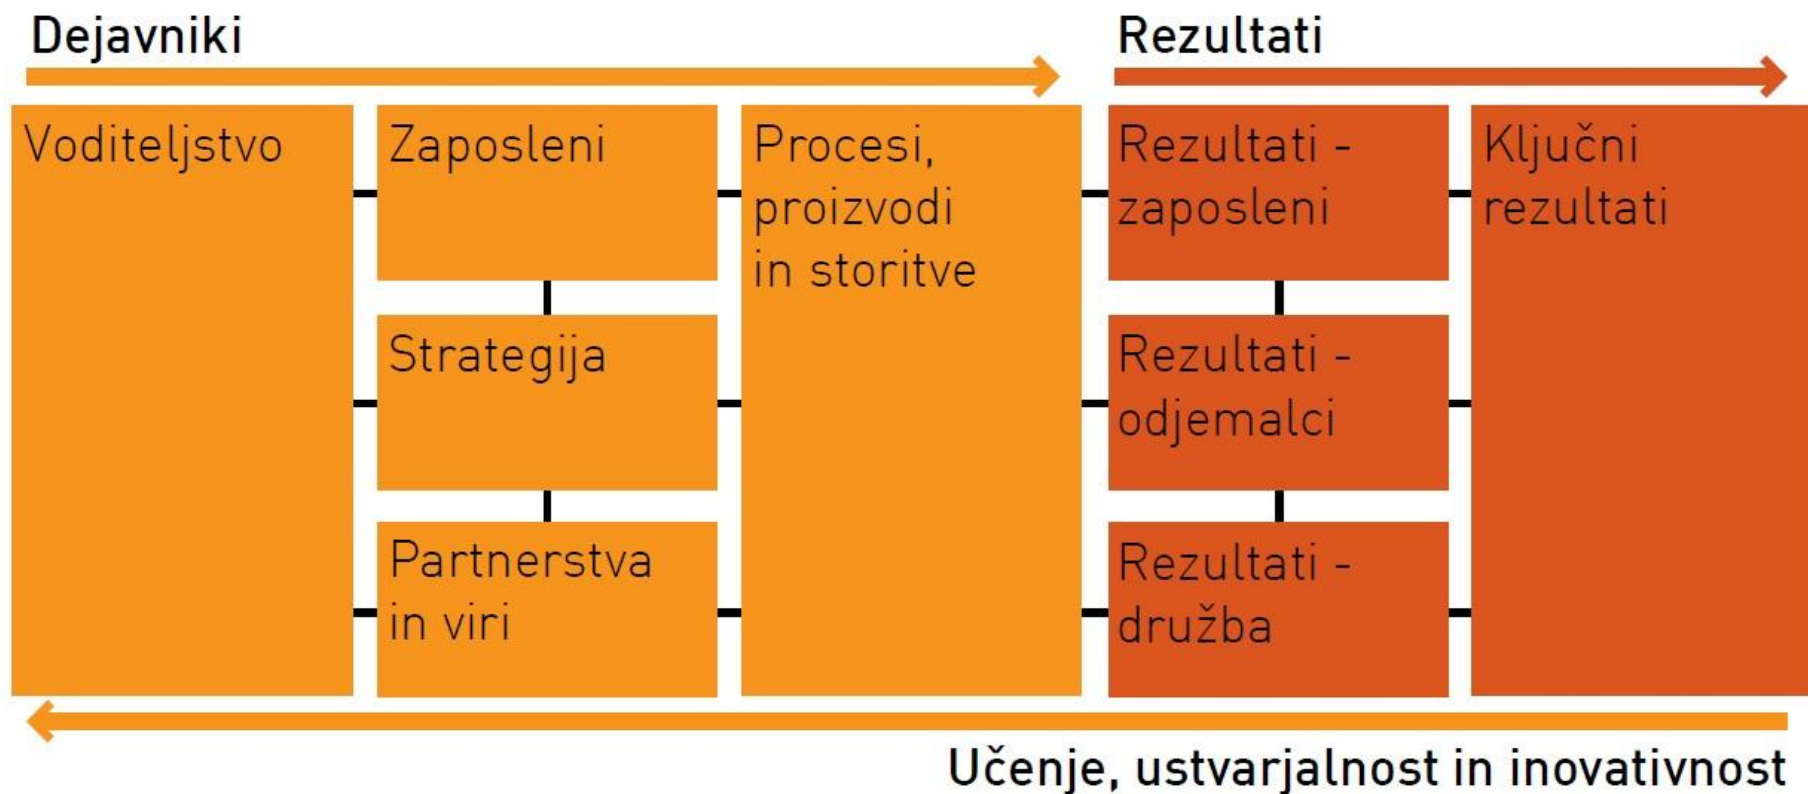 Dejavniki
Rezultati
Voditeljstvo
Zaposleni
Strategija
Partnerstva
in viri
Procesi,
proizvodi
in storitve
Rezultati -
zaposleni
Rezultati -
odjemalci
Rezultati -
družba
Ključni
rezultati
Učenje, ustvarjalnost in inovativnost